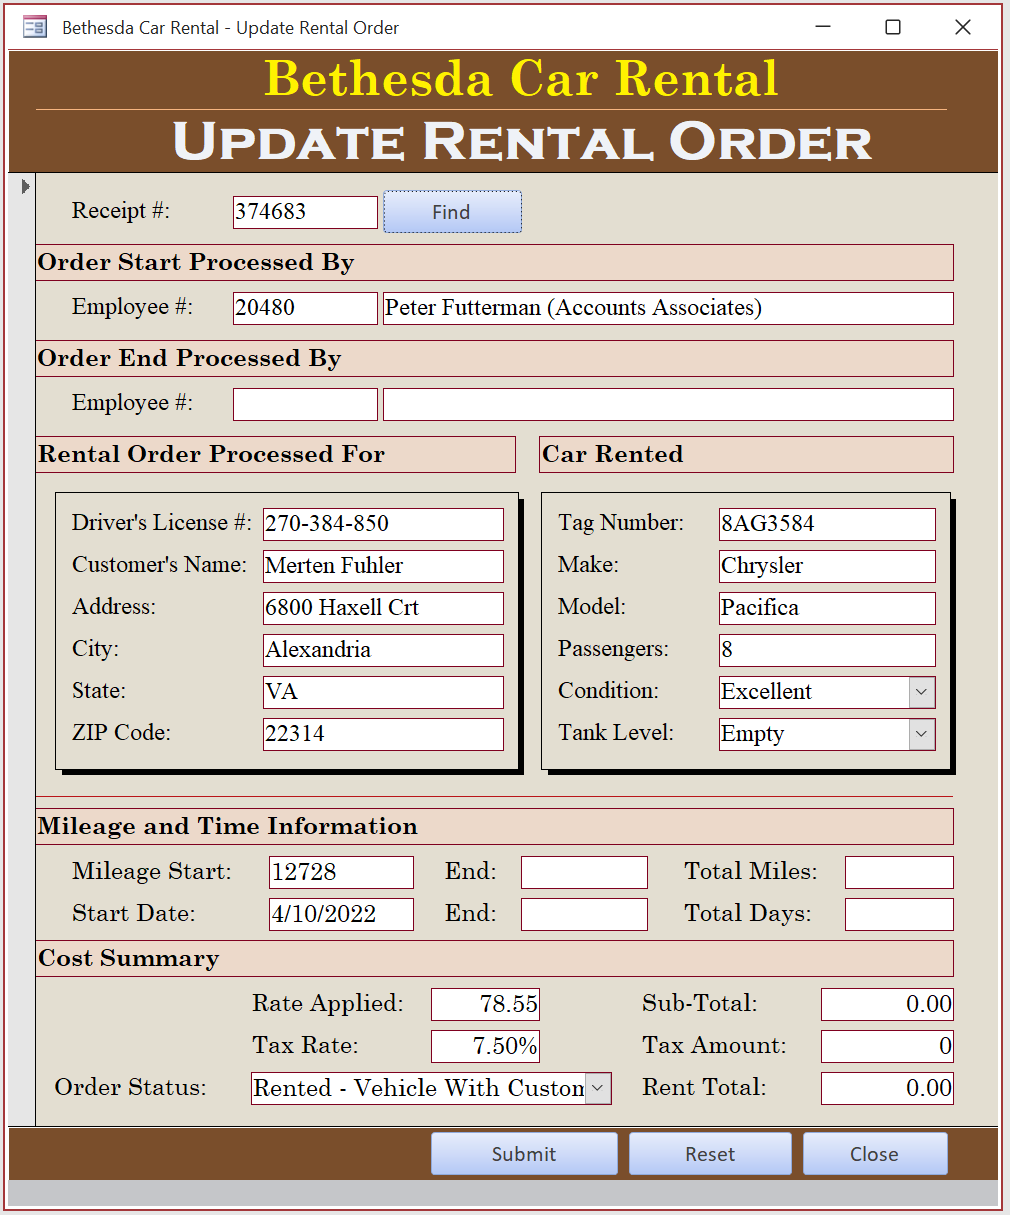 Bethesda Car Rental - Update Rental Order
Bethesda Car Rental
UPDATE RENTAL ORDER
Receipt #: 374683 Find
Order Start Processed By
Employee #: 20480 Peter Futterman (Accounts Associates)
Order End Processed By
Employee #:
Rental Order Processed For Car Rented
Driver's License #: 270-384-850 Tag Number: 8AG3584
Customer's Name: Merten Fuhler Make: Chrysler
Address: 6800 Haxell Crt Model: Pacifica
City: Alexandria Passengers: 8
State: VA Condition: Excellent
ZIP Code: 22314 Tank Level: Empty
Mileage and Time Information
Mileage Start: 12728 End: Total Miles:
Start Date: 4/10/2022 End: Total Days:
Cost Summary
Rate Applied: 78.55 Sub-Total: 0.00
Tax Rate: 7.50% Tax Amount: 0
Order Status: Rented - Vehicle With Custom Rent Total: 0.00
Submit Reset Close